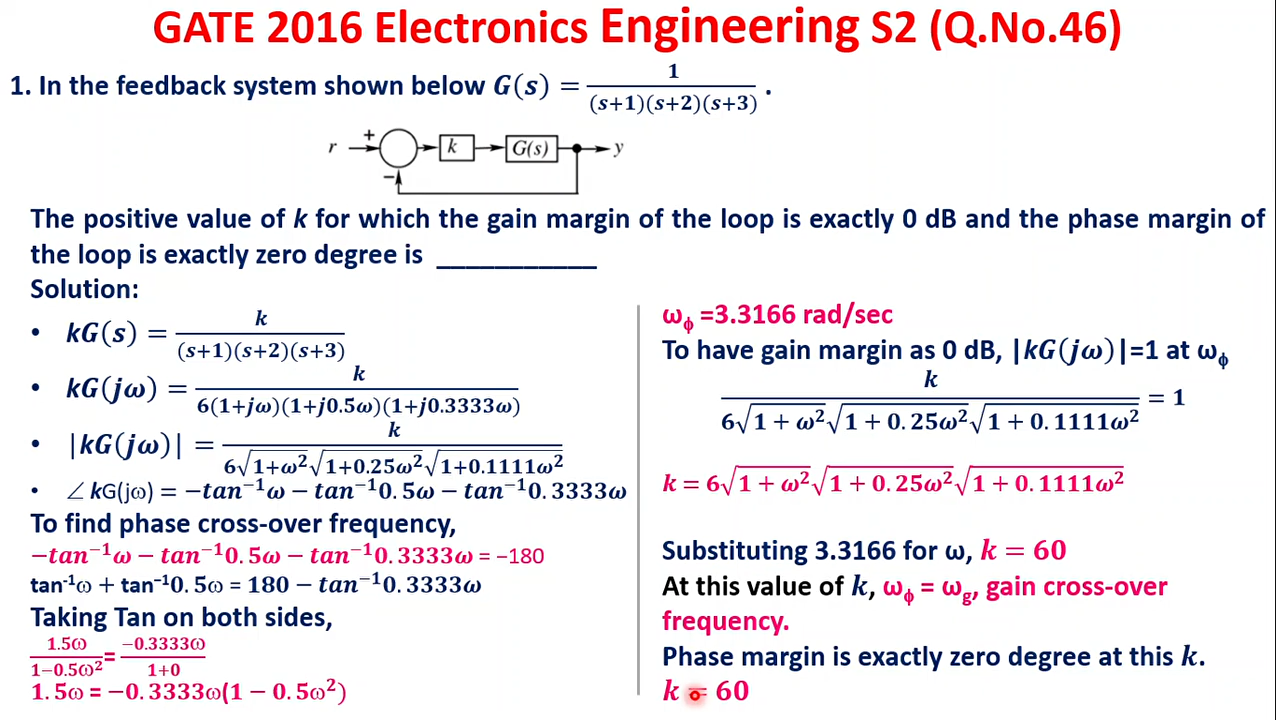 GATE 2016 Electronics Engineering S2 (Q.No.46)
1. In the feedback system shown below G(s) = 1/((s+1)(s+2)(s+3)) .
r + − k G(s) y
The positive value of k for which the gain margin of the loop is exactly 0 dB and the phase margin of
the loop is exactly zero degree is ___________
Solution:
• kG(s) = k/((s+1)(s+2)(s+3))
• kG(jω) = k/(6(1+jω)(1+j0.5ω)(1+j0.3333ω))
• |kG(jω)| = k/(6√(1+ω²)√(1+0.25ω²)√(1+0.1111ω²))
• ∠kG(jω) = −tan⁻¹ω − tan⁻¹0.5ω − tan⁻¹0.3333ω
To find phase cross-over frequency,
−tan⁻¹ω − tan⁻¹0.5ω − tan⁻¹0.3333ω = −180
tan⁻¹ω + tan⁻¹0.5ω = 180 − tan⁻¹0.3333ω
Taking Tan on both sides,
1.5ω/(1−0.5ω²) = −0.3333ω/(1+0)
1.5ω = −0.3333ω(1 − 0.5ω²)
ωϕ =3.3166 rad/sec
To have gain margin as 0 dB, |kG(jω)|=1 at ωϕ
k/(6√(1 + ω²)√(1 + 0.25ω²)√(1 + 0.1111ω²)) = 1
k = 6√(1 + ω²)√(1 + 0.25ω²)√(1 + 0.1111ω²)
Substituting 3.3166 for ω, k = 60
At this value of k, ωϕ = ωg, gain cross-over
frequency.
Phase margin is exactly zero degree at this k.
k = 60